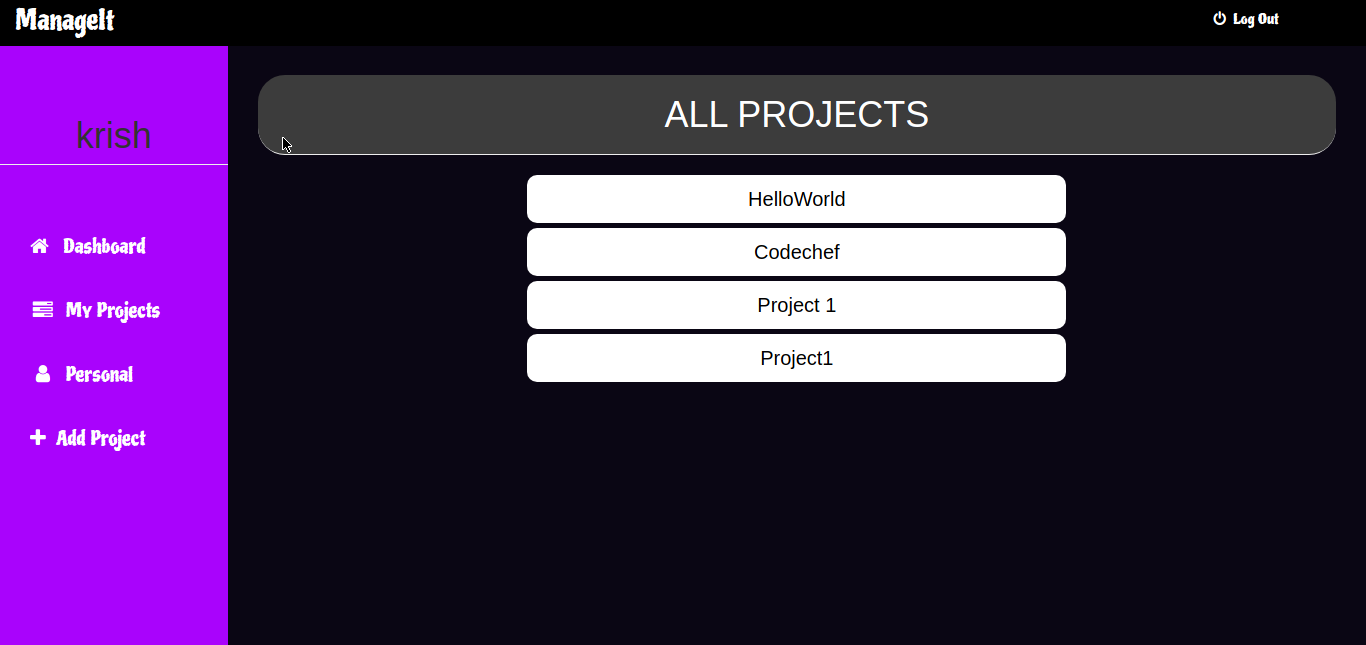 ManageIt
Log Out
krish
Dashboard
My Projects
Personal
Add Project
ALL PROJECTS
HelloWorld
Codechef
Project 1
Project1